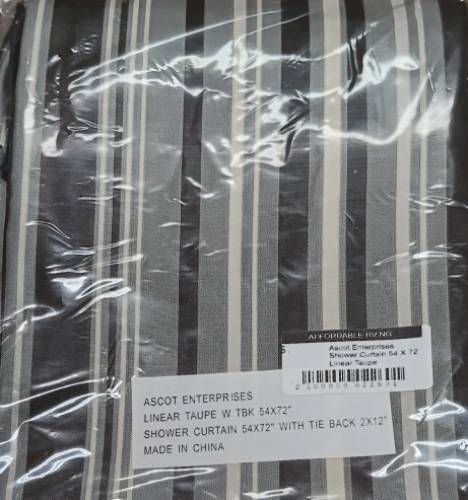 AFFORDABLE RVING
Ascot Enterprises
Shower Curtain 54 X 72
Linear Taupe
ASCOT ENTERPRISES
LINEAR TAUPE W TBK 54X72"
SHOWER CURTAIN 54X72" WITH TIE BACK 2X12"
MADE IN CHINA